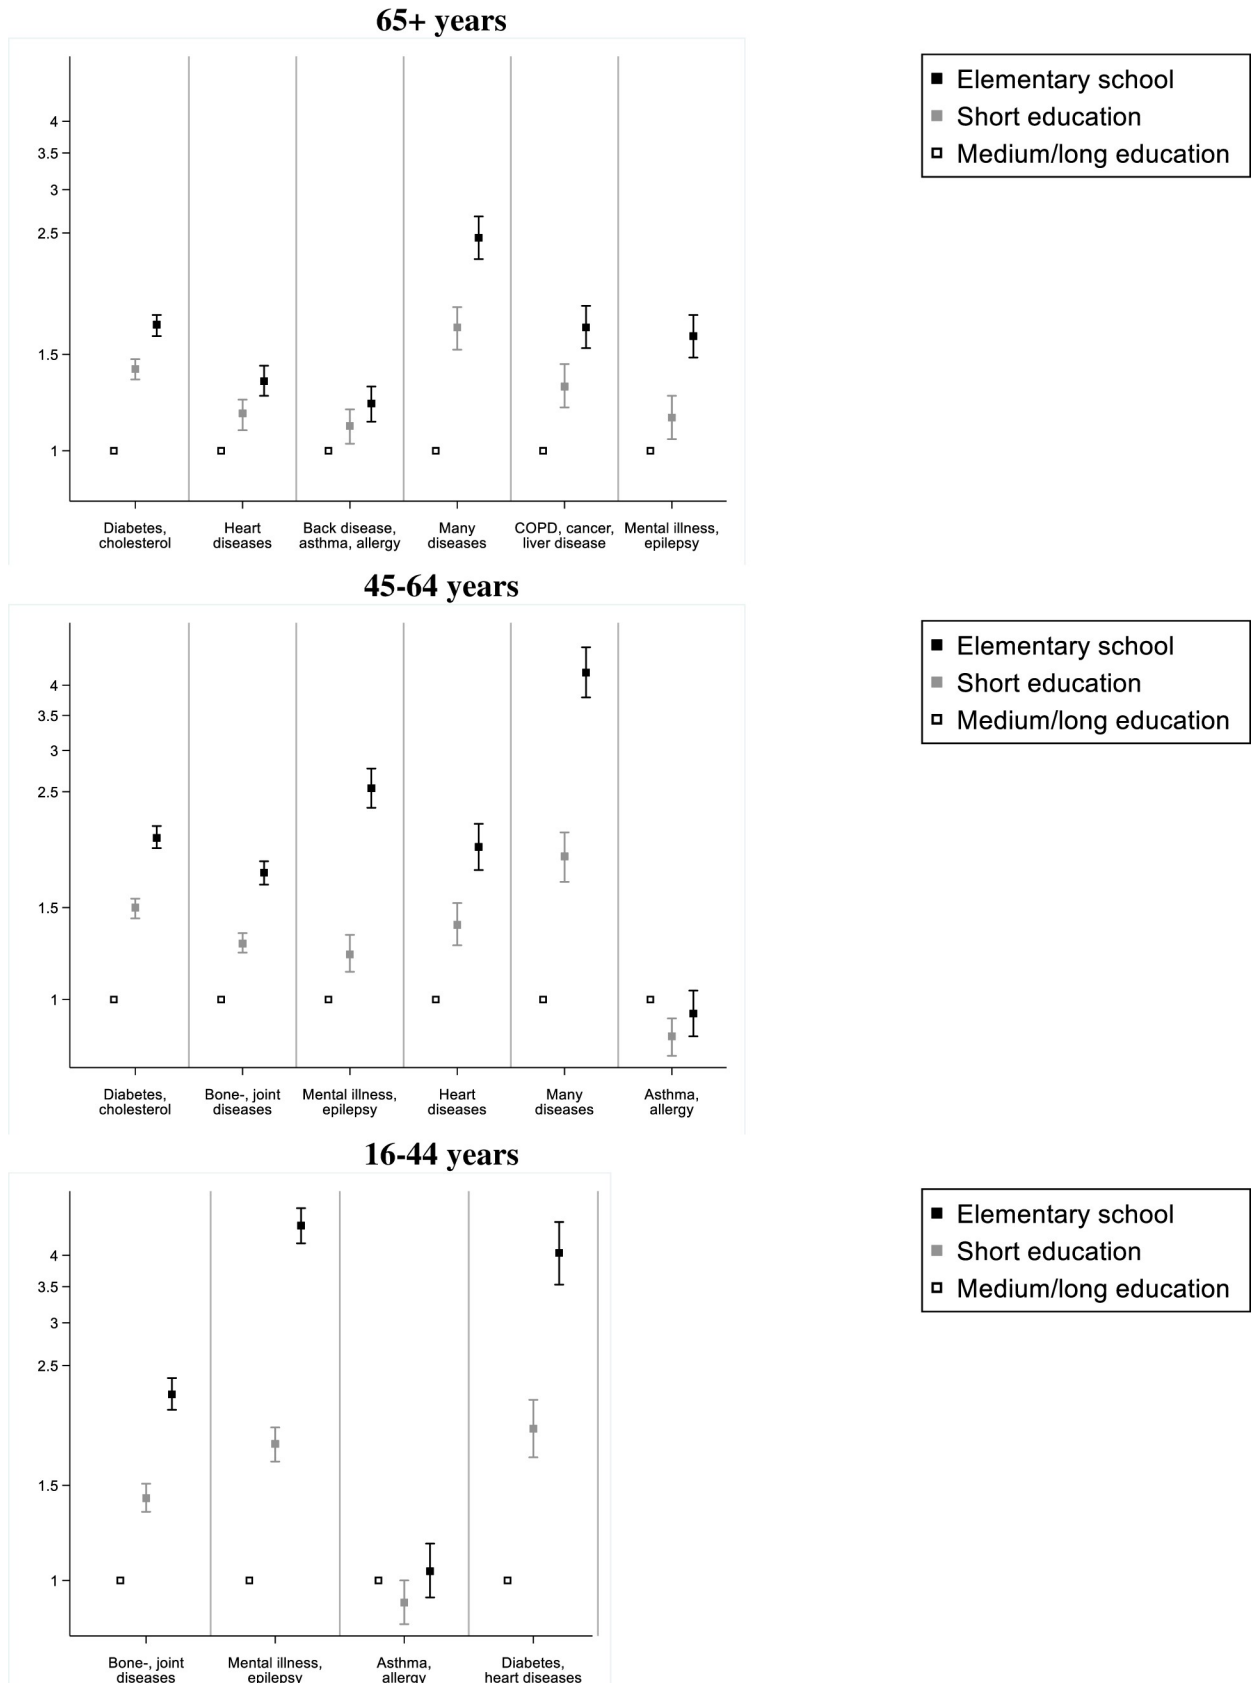 65+ years
4
3.5
3
2.5
1.5
1
Diabetes,
cholesterol
Heart
diseases
Back disease,
asthma, allergy
Many
diseases
COPD, cancer,
liver disease
Mental illness,
epilepsy
Elementary school
Short education
Medium/long education
45-64 years
4
3.5
3
2.5
1.5
1
Diabetes,
cholesterol
Bone-, joint
diseases
Mental illness,
epilepsy
Heart
diseases
Many
diseases
Asthma,
allergy
Elementary school
Short education
Medium/long education
16-44 years
4
3.5
3
2.5
1.5
1
Bone-, joint
diseases
Mental illness,
epilepsy
Asthma,
allergy
Diabetes,
heart diseases
Elementary school
Short education
Medium/long education